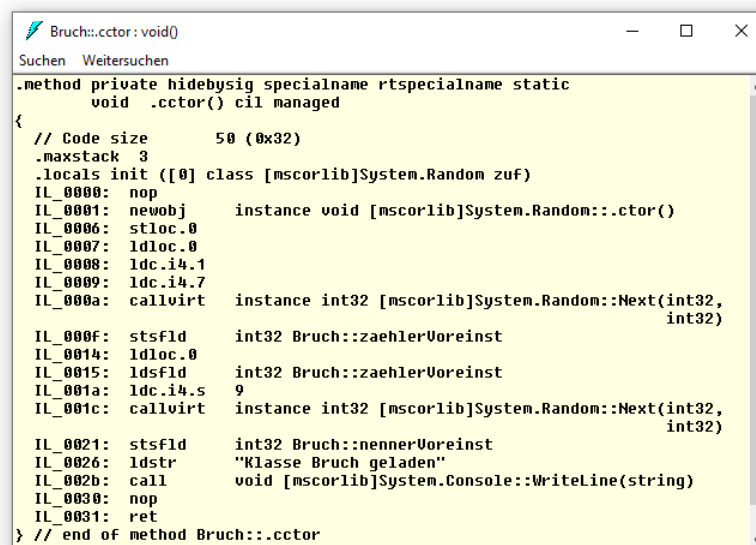 Bruch::.cctor : void()
Suchen Weitersuchen
.method private hidebysig specialname rtspecialname static
        void  .cctor() cil managed
{
  // Code size       50 (0x32)
  .maxstack  3
  .locals init ([0] class [mscorlib]System.Random zuf)
  IL_0000:  nop
  IL_0001:  newobj     instance void [mscorlib]System.Random::.ctor()
  IL_0006:  stloc.0
  IL_0007:  ldloc.0
  IL_0008:  ldc.i4.1
  IL_0009:  ldc.i4.7
  IL_000a:  callvirt   instance int32 [mscorlib]System.Random::Next(int32,
                                                                    int32)
  IL_000f:  stsfld     int32 Bruch::zaehlerVoreinst
  IL_0014:  ldloc.0
  IL_0015:  ldsfld     int32 Bruch::zaehlerVoreinst
  IL_001a:  ldc.i4.s   9
  IL_001c:  callvirt   instance int32 [mscorlib]System.Random::Next(int32,
                                                                    int32)
  IL_0021:  stsfld     int32 Bruch::nennerVoreinst
  IL_0026:  ldstr      "Klasse Bruch geladen"
  IL_002b:  call       void [mscorlib]System.Console::WriteLine(string)
  IL_0030:  nop
  IL_0031:  ret
} // end of method Bruch::.cctor